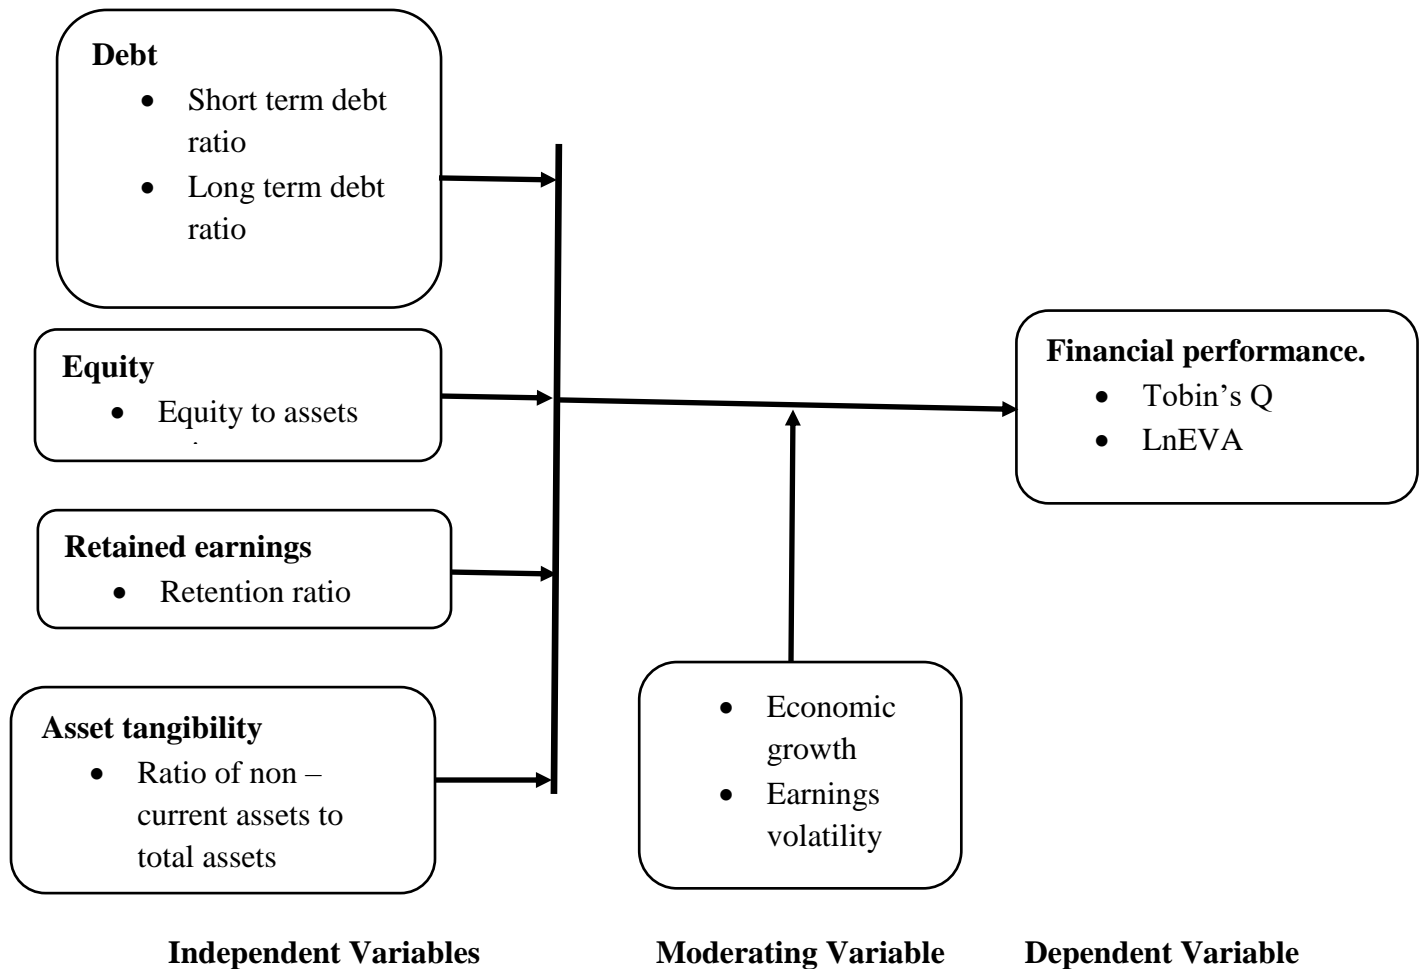 Debt
• Short term debt
ratio
• Long term debt
ratio
Equity
• Equity to assets
Retained earnings
• Retention ratio
Asset tangibility
• Ratio of non –
current assets to
total assets
• Economic
growth
• Earnings
volatility
Financial performance.
• Tobin’s Q
• LnEVA
Independent Variables
Moderating Variable
Dependent Variable